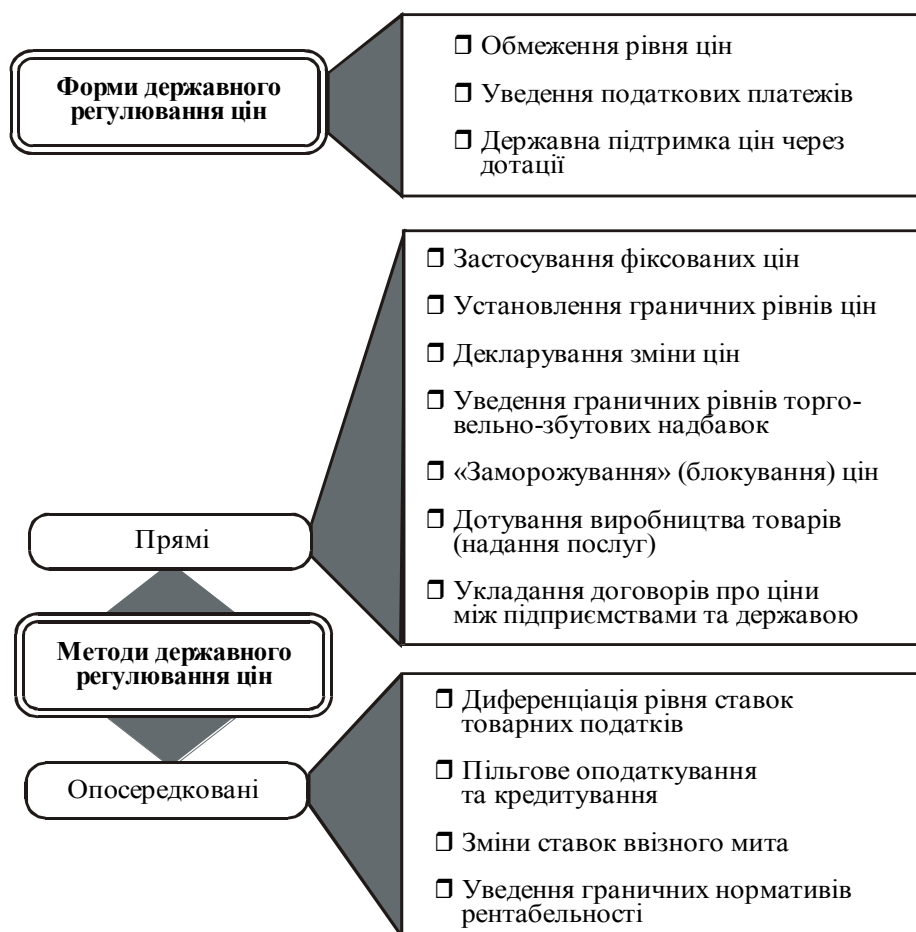 Форми державного
регулювання цін
❒ Обмеження рівня цін
❒ Уведення податкових платежів
❒ Державна підтримка цін через
дотації
❒ Застосування фіксованих цін
❒ Установлення граничних рівнів цін
❒ Декларування зміни цін
❒ Уведення граничних рівнів торго-
вельно-збутових надбавок
❒ «Заморожування» (блокування) цін
❒ Дотування виробництва товарів
(надання послуг)
❒ Укладання договорів про ціни
між підприємствами та державою
Прямі
Методи державного
регулювання цін
Опосередковані
❒ Диференціація рівня ставок
товарних податків
❒ Пільгове оподаткування
та кредитування
❒ Зміни ставок ввізного мита
❒ Уведення граничних нормативів
рентабельності